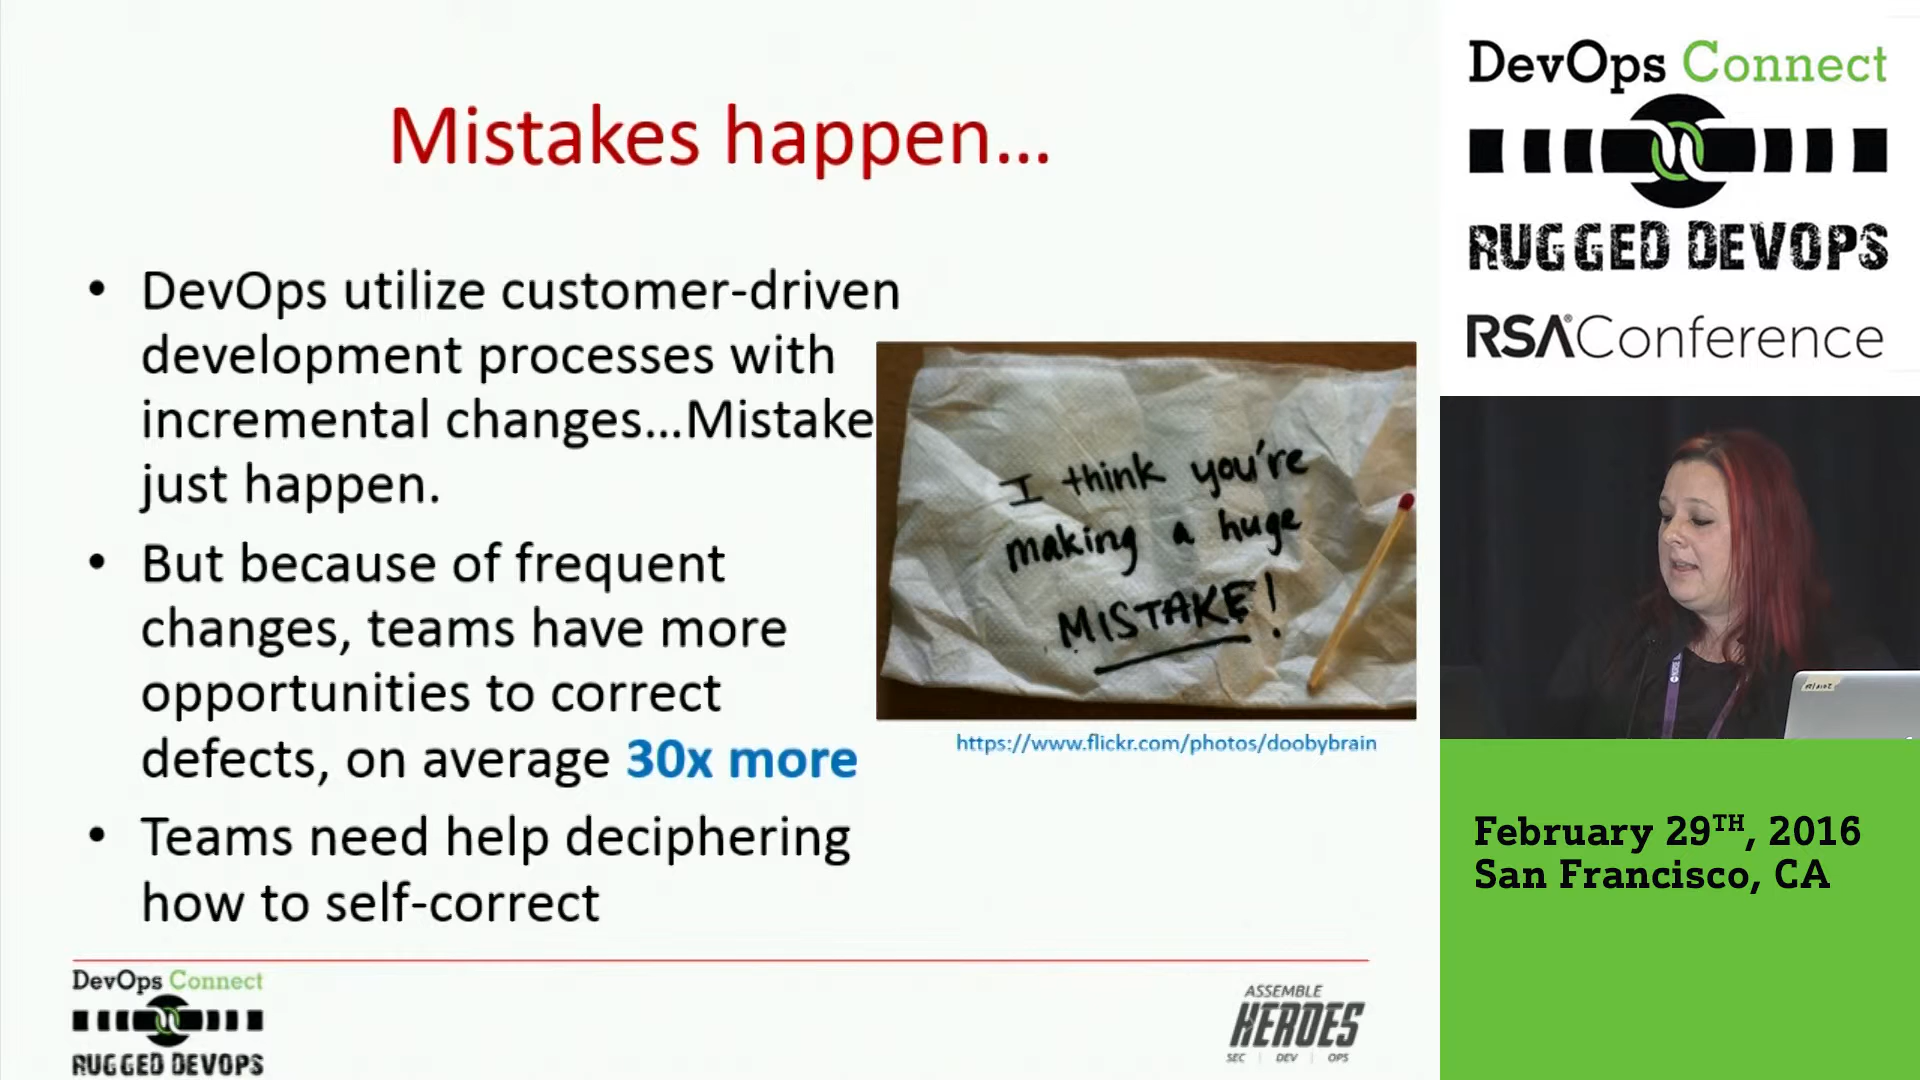 Mistakes happen...
• DevOps utilize customer-driven
development processes with
incremental changes...Mistake
just happen.
• But because of frequent
changes, teams have more
opportunities to correct
defects, on average 30x more
• Teams need help deciphering
how to self-correct
I think you're
making a huge
MISTAKE!
https://www.flickr.com/photos/doobybrain
DevOps Connect
RUGGED DEVOPS
ASSEMBLE
HEROES
SEC | DEV | OPS
DevOps Connect
RUGGED DEVOPS
RSA®Conference
February 29TH, 2016
San Francisco, CA